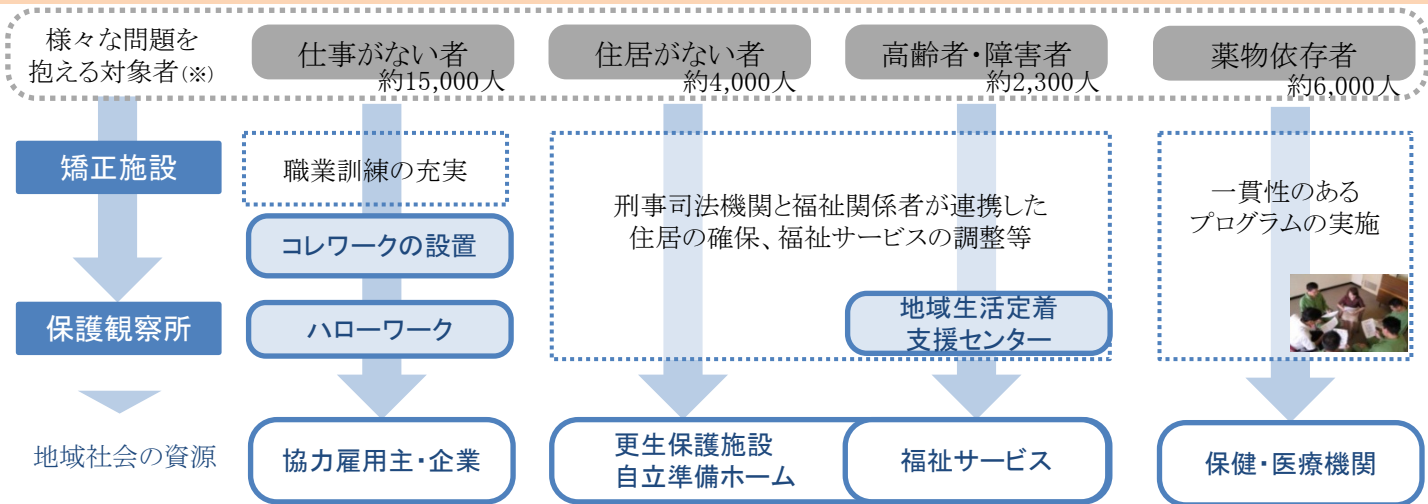 様々な問題を
抱える対象者(※)
仕事がない者
約15,000人
住居がない者
約4,000人
高齢者・障害者
約2,300人
薬物依存者
約6,000人
矯正施設
職業訓練の充実
コレワークの設置
刑事司法機関と福祉関係者が連携した
住居の確保、福祉サービスの調整等
一貫性のある
プログラムの実施
保護観察所
ハローワーク
地域生活定着
支援センター
地域社会の資源
協力雇用主・企業
更生保護施設
自立準備ホーム
福祉サービス
保健・医療機関